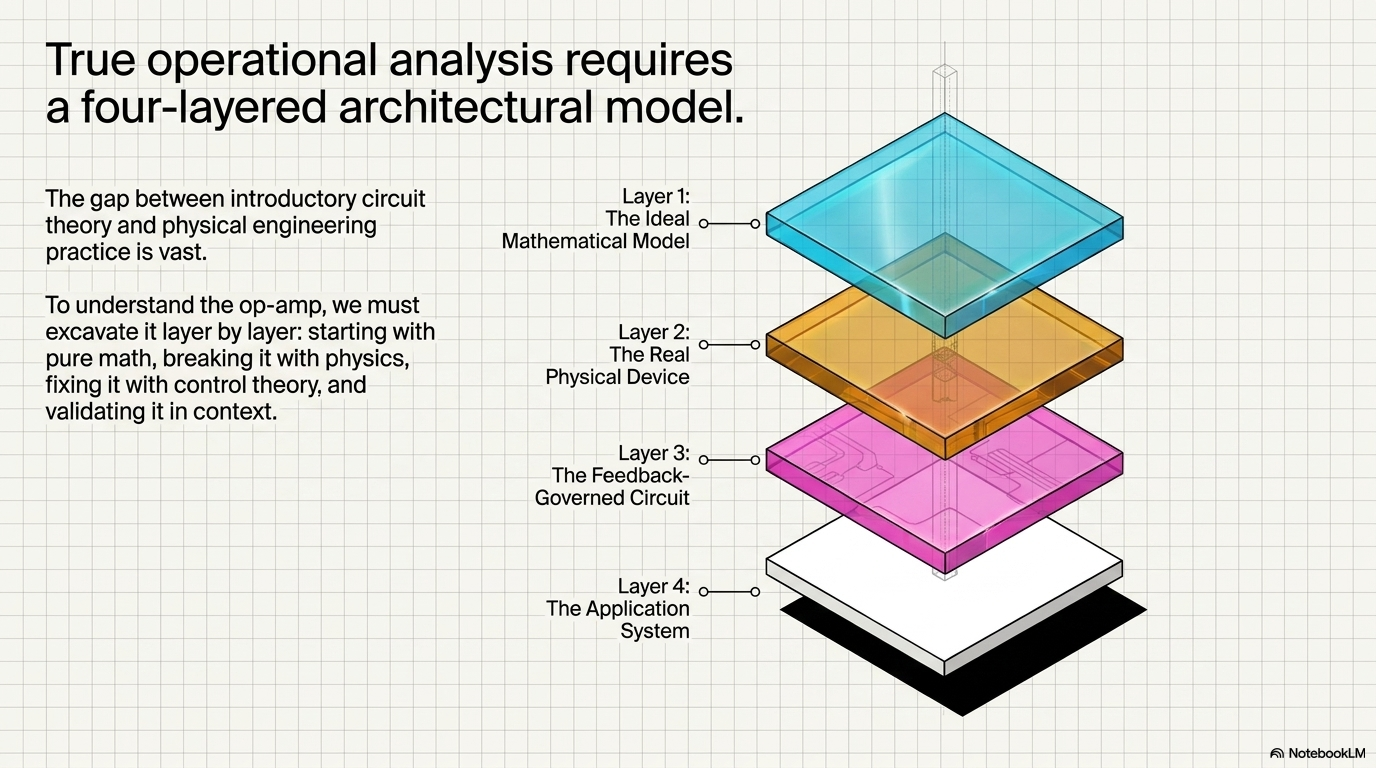 True operational analysis requires
a four-layered architectural model.
The gap between introductory circuit
theory and physical engineering
practice is vast.
To understand the op-amp, we must
excavate it layer by layer: starting with
pure math, breaking it with physics,
fixing it with control theory, and
validating it in context.
Layer 1:
The Ideal
Mathematical Model
Layer 2:
The Real
Physical Device
Layer 3:
The Feedback-
Governed Circuit
Layer 4:
The Application
System
NotebookLM